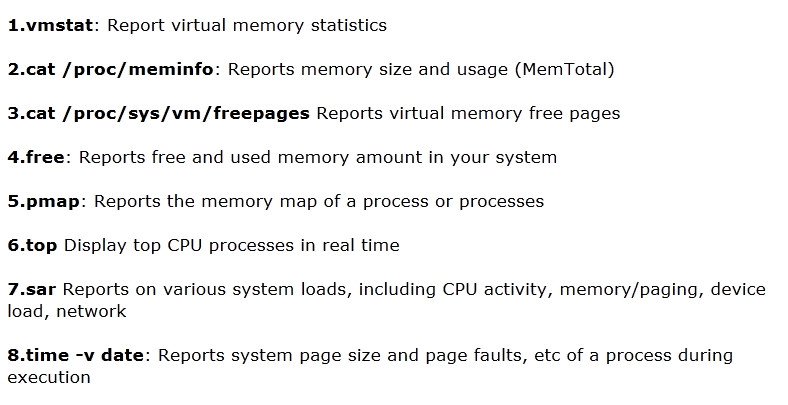 1.vmstat: Report virtual memory statistics
2.cat /proc/meminfo: Reports memory size and usage (MemTotal)
3.cat /proc/sys/vm/freepages Reports virtual memory free pages
4.free: Reports free and used memory amount in your system
5.pmap: Reports the memory map of a process or processes
6.top Display top CPU processes in real time
7.sar Reports on various system loads, including CPU activity, memory/paging, device
load, network
8.time -v date: Reports system page size and page faults, etc of a process during
execution